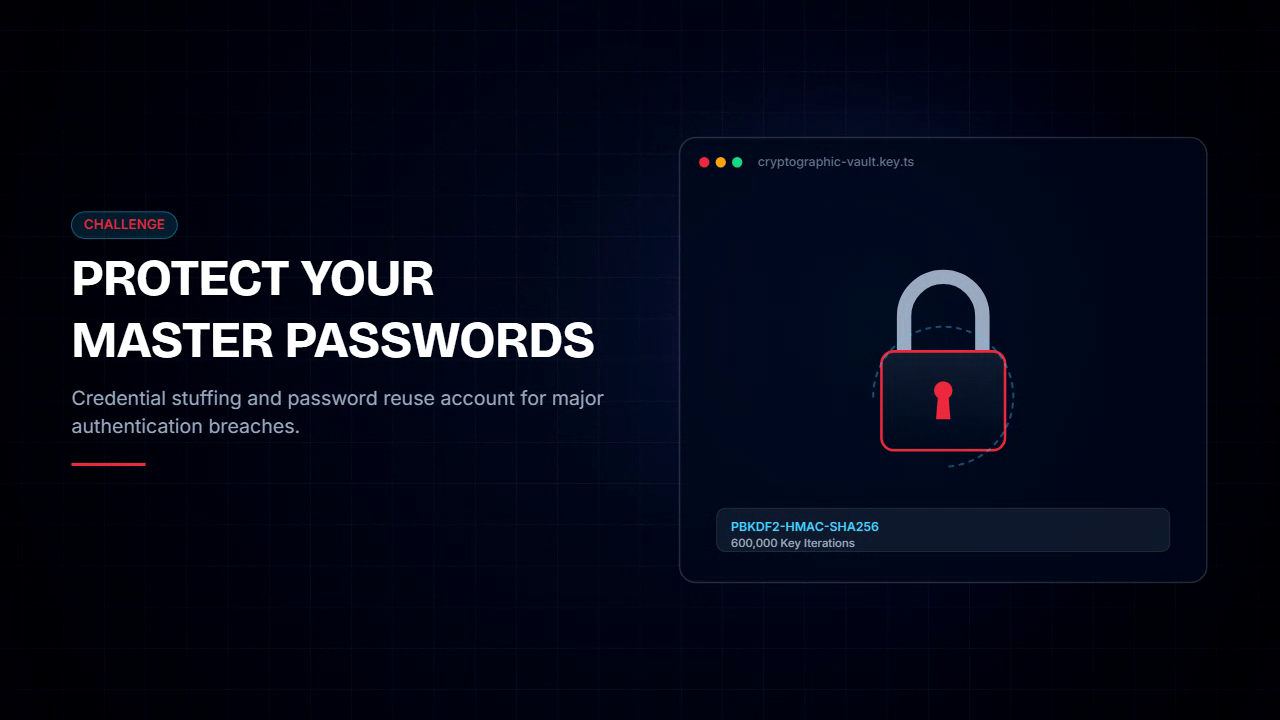 CHALLENGE
PROTECT YOUR
MASTER PASSWORDS
Credential stuffing and password reuse account for major
authentication breaches.
cryptographic-vault.key.ts
PBKDF2-HMAC-SHA256
600,000 Key Iterations